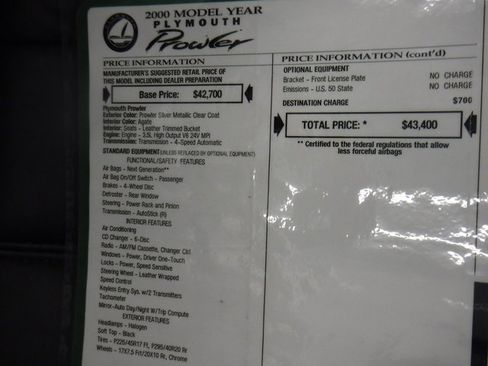 2000 MODEL YEAR
PLYMOUTH
Prowler
PRICE INFORMATION
MANUFACTURER'S SUGGESTED RETAIL PRICE OF
THIS MODEL INCLUDING DEALER PREPARATION
Base Price: $42,700
Plymouth Prowler
Exterior Color: Prowler Silver Metallic Clear Coat
Interior Color: Agate
Interior: Seats - Leather Trimmed Bucket
Engine: Engine - 3.5L High Output V6 24V MPI
Transmission: Transmission - 4-Speed Automatic
STANDARD EQUIPMENT (UNLESS REPLACED BY OPTIONAL EQUIPMENT)
FUNCTIONAL/SAFETY FEATURES
Air Bags - Next Generation**
Air Bag On/Off Switch - Passenger
Brakes - 4-Wheel Disc
Defroster - Rear Window
Steering - Power Rack and Pinion
Transmission - AutoStick (R)
INTERIOR FEATURES
Air Conditioning
CD Changer - 6-Disc
Radio - AM/FM Cassette, Changer Ctrl
Windows - Power, Driver One-Touch
Locks - Power, Speed Sensitive
Steering Wheel - Leather Wrapped
Speed Control
Keyless Entry Sys. w/2 Transmitters
Tachometer
Mirror-Auto Day/Night W/Trip Compute
EXTERIOR FEATURES
Headlamps - Halogen
Soft Top - Black
Tires - P225/45R17 Ft, P295/40R20 Rr
Wheels - 17X7.5 Frt/20X10 Rr, Chrome
PRICE INFORMATION (cont'd)
OPTIONAL EQUIPMENT
Bracket - Front License Plate NO CHARGE
Emissions - U.S. 50 State NO CHARGE
DESTINATION CHARGE $700
TOTAL PRICE: * $43,400
** Certified to the federal regulations that allow
less forceful airbags